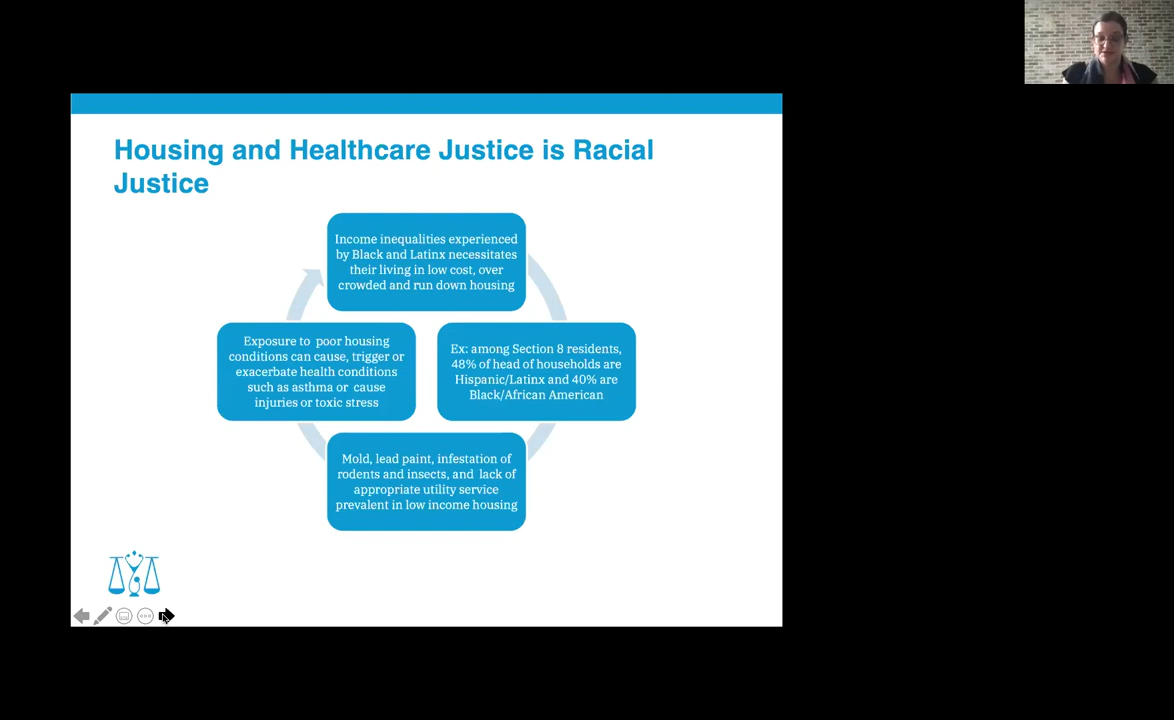 Housing and Healthcare Justice is Racial
Justice
Income inequalities experienced
by Black and Latinx necessitates
their living in low cost, over
crowded and run down housing
Ex: among Section 8 residents,
48% of head of households are
Hispanic/Latinx and 40% are
Black/African American
Mold, lead paint, infestation of
rodents and insects, and lack of
appropriate utility service
prevalent in low income housing
Exposure to poor housing
conditions can cause, trigger or
exacerbate health conditions
such as asthma or cause
injuries or toxic stress